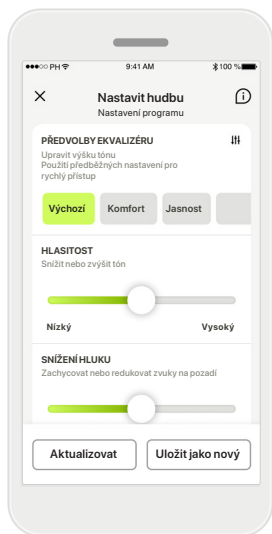 PH 9:41 AM 100 %
Nastavit hudbu
Nastavení programu
PŘEDVOLBY EKVALIZÉRU
Upravit výšku tónu
Použití předběžných nastavení pro
rychlý přístup
Výchozí Komfort Jasnost
HLASITOST
Snížit nebo zvýšit tón
Nízký Vysoký
SNÍŽENÍ HLUKU
Zachycovat nebo redukovat zvuky na pozadí
Aktualizovat Uložit jako nový